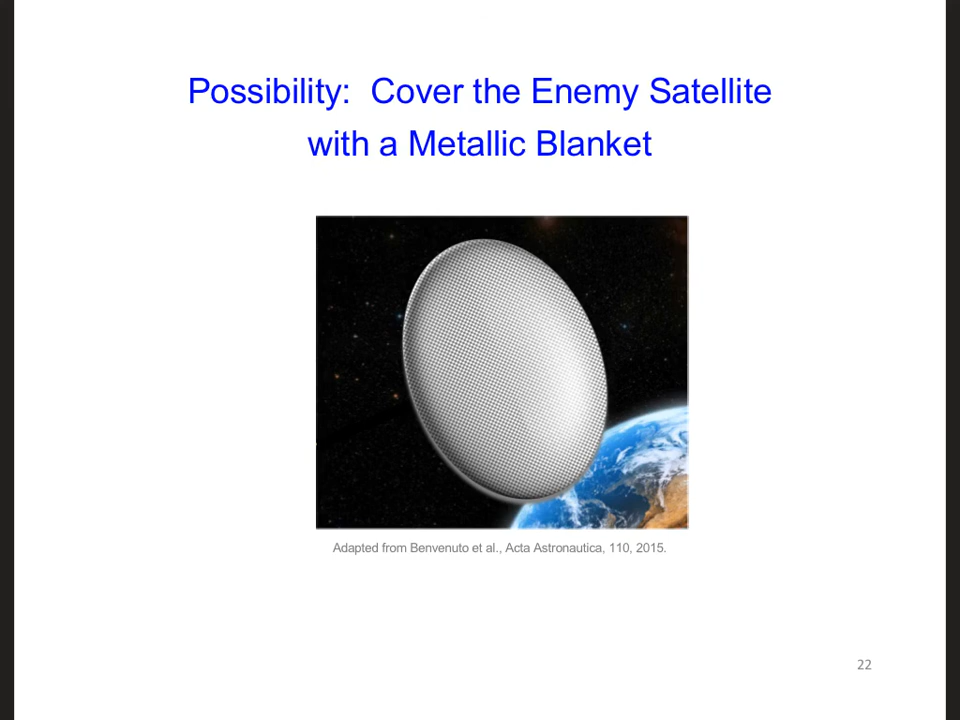 Possibility:  Cover the Enemy Satellite
with a Metallic Blanket
Adapted from Benvenuto et al., Acta Astronautica, 110, 2015.
22